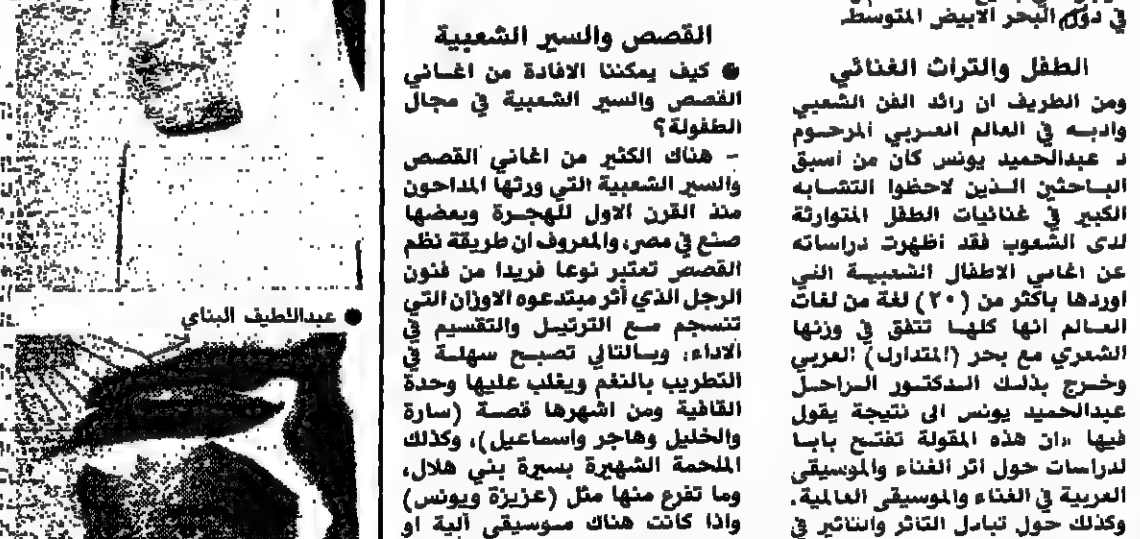 في دول البحر الابيض المتوسط.
الطفل والتراث الغنائي
ومن الطريف ان رائد الفن الشعبي
وادبه في العالم العربي المرحوم
د عبدالحميد يونس كان من اسبق
الباحثين الذين لاحظوا التشابه
الكبير في غنائيات الطفل المتوارثة
لدى الشعوب فقد اظهرت دراساته
عن اغاني الاطفال الشعبية التي
اوردها باكثر من (٢٠) لغة من لغات
العالم انها كلها تتفق في وزنها
الشعري مع بحر (المتدارك) العربي
وخرج بذلك الدكتور الراحل
عبدالحميد يونس الى نتيجة يقول
فيها «ان هذه المقولة تفتح بابا
لدراسات حول اثر الغناء والموسيقى
العربية في الغناء والموسيقى العالمية،
وكذلك حول تبادل التاثر والتاثير في
القصص والسير الشعبية
● كيف يمكننا الافادة من اغاني
القصص والسير الشعبية في مجال
الطفولة؟
- هناك الكثير من اغاني القصص
والسير الشعبية التي ورثها المداحون
منذ القرن الاول للهجرة وبعضها
صنع في مصر، والمعروف ان طريقة نظم
القصص تعتبر نوعا فريدا من فنون
الرجل الذي أثر مبتدعوه الاوزان التي
تنسجم مع الترتيل والتقسيم في
الاداء، وبالتالي تصبح سهلة في
التطريب بالنغم ويغلب عليها وحدة
القافية ومن اشهرها قصة (سارة
والخليل وهاجر واسماعيل)، وكذلك
الملحمة الشهيرة بسيرة بني هلال،
وما تفرع منها مثل (عزيزة ويونس)
واذا كانت هناك موسيقى آلية او
● عبداللطيف البناي